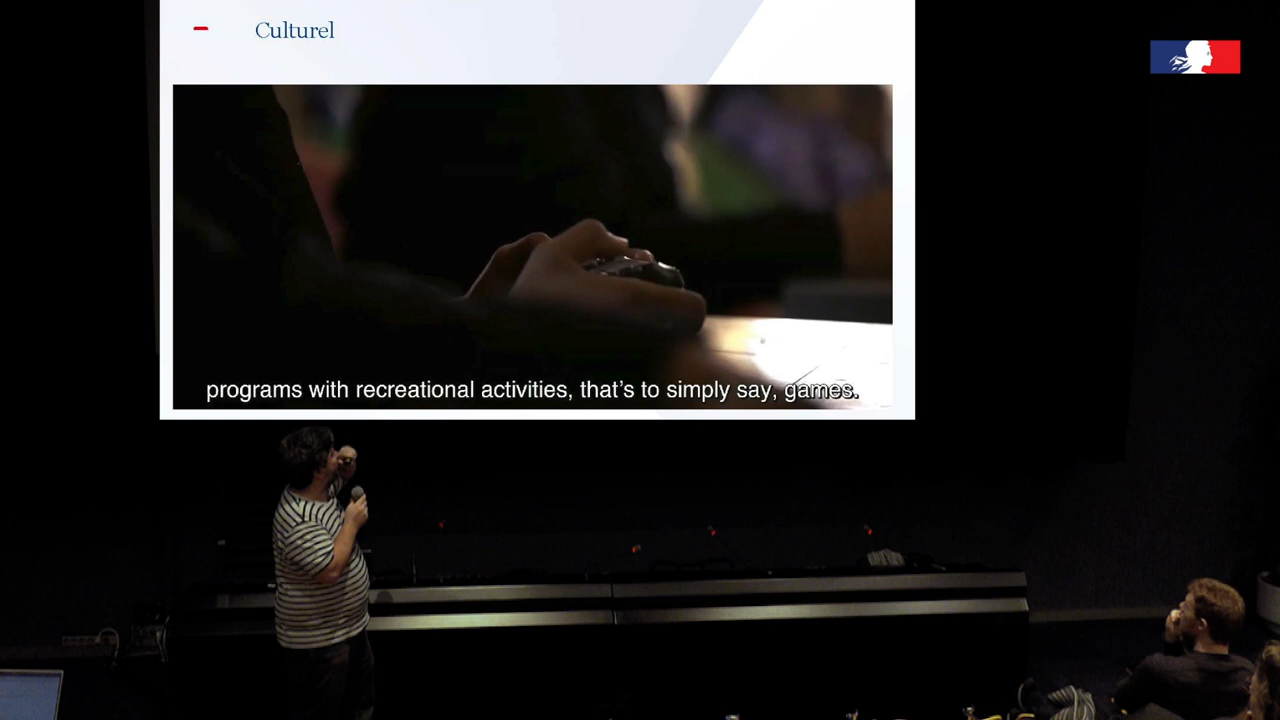 Culturel
programs with recreational activities, that's to simply say, games.